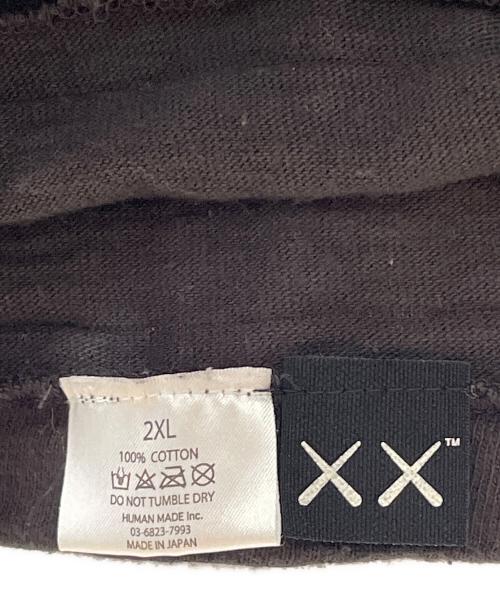 2XL
100% COTTON
DO NOT TUMBLE DRY
HUMAN MADE Inc.
03-6823-7993
MADE IN JAPAN
XX™